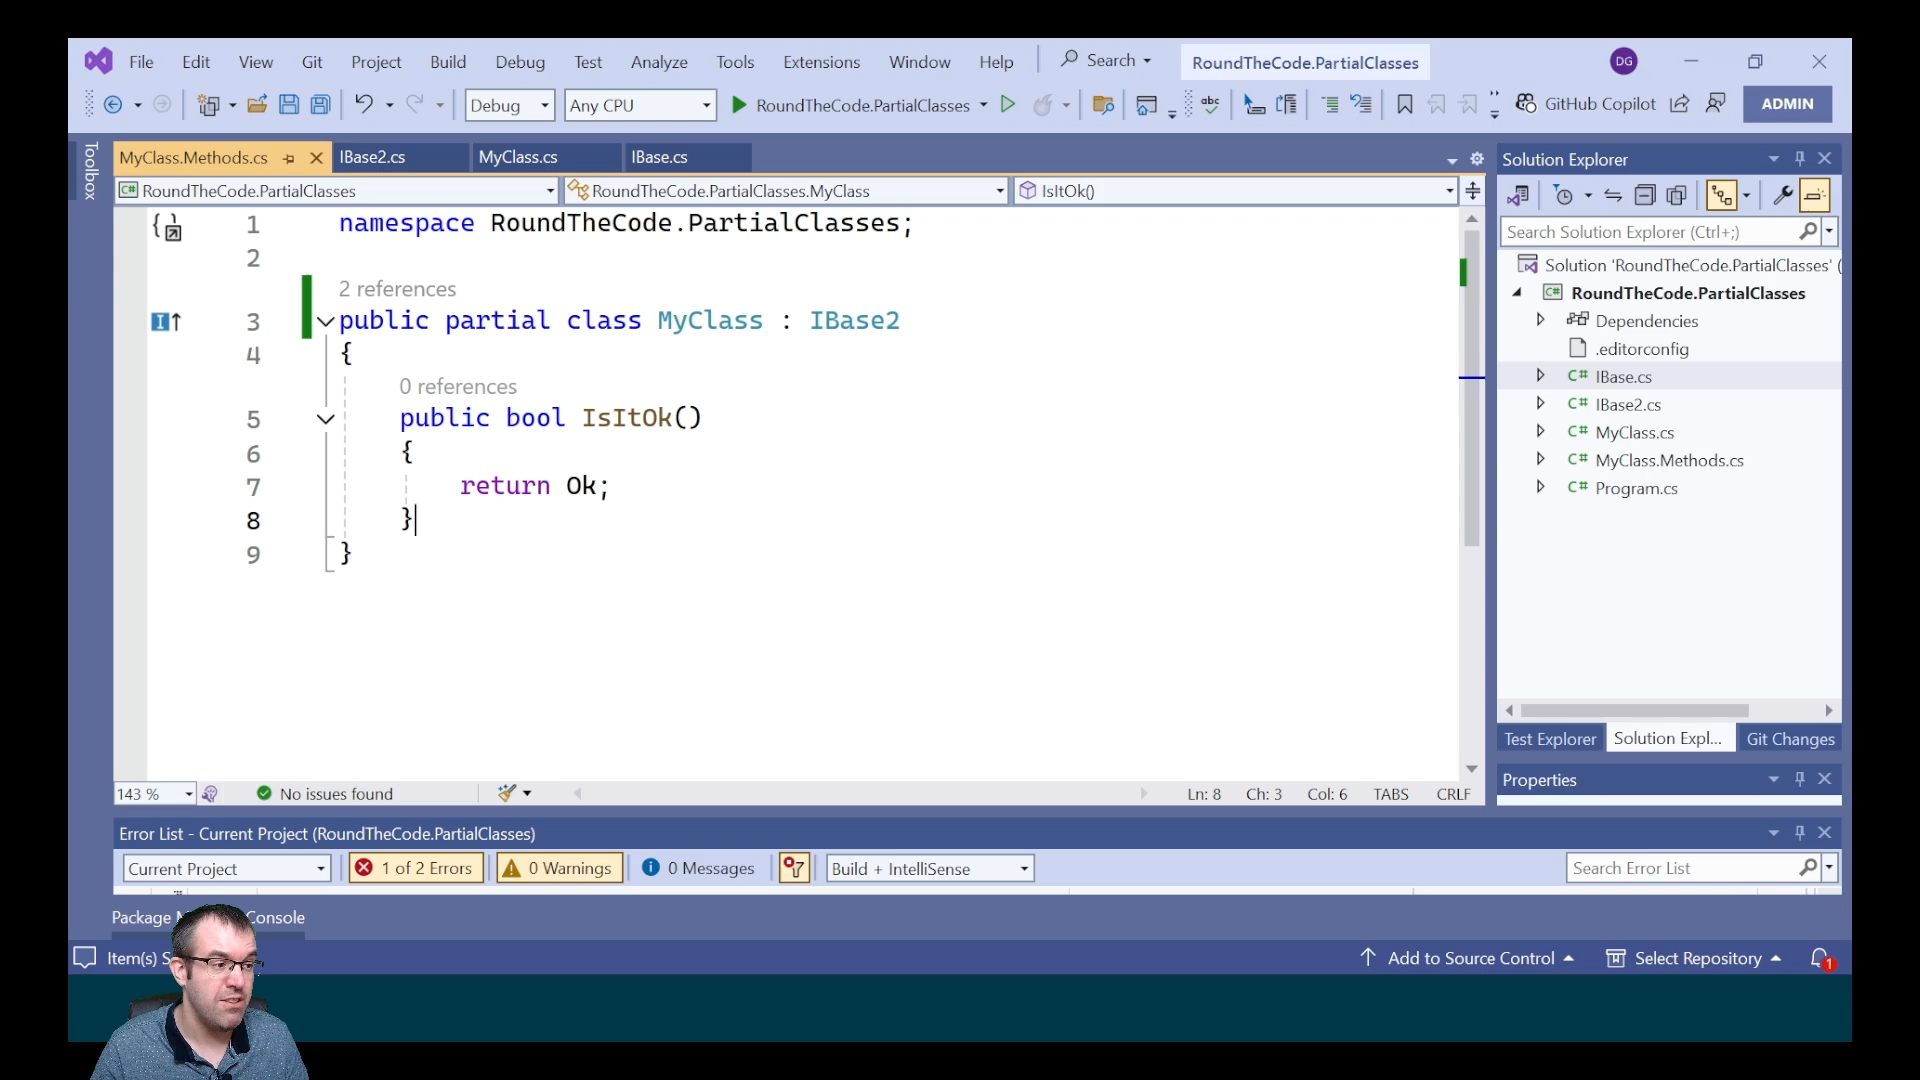 File Edit View Git Project Build Debug Test Analyze Tools Extensions Window Help Search RoundTheCode.PartialClasses DG
Debug Any CPU RoundTheCode.PartialClasses abc GitHub Copilot ADMIN
Toolbox
MyClass.Methods.cs IBase2.cs MyClass.cs IBase.cs
RoundTheCode.PartialClasses RoundTheCode.PartialClasses.MyClass IsItOk()
1 namespace RoundTheCode.PartialClasses;
2
2 references
3 public partial class MyClass : IBase2
4 {
0 references
5 public bool IsItOk()
6 {
7 return Ok;
8 }
9 }
143 % No issues found Ln: 8 Ch: 3 Col: 6 TABS CRLF
Solution Explorer
Search Solution Explorer (Ctrl+;)
Solution 'RoundTheCode.PartialClasses' (
C# RoundTheCode.PartialClasses
Dependencies
.editorconfig
C# IBase.cs
C# IBase2.cs
C# MyClass.cs
C# MyClass.Methods.cs
C# Program.cs
Test Explorer Solution Expl... Git Changes
Properties
Error List - Current Project (RoundTheCode.PartialClasses)
Current Project 1 of 2 Errors 0 Warnings 0 Messages Build + IntelliSense Search Error List
Package Console
Item(s) Add to Source Control Select Repository 1